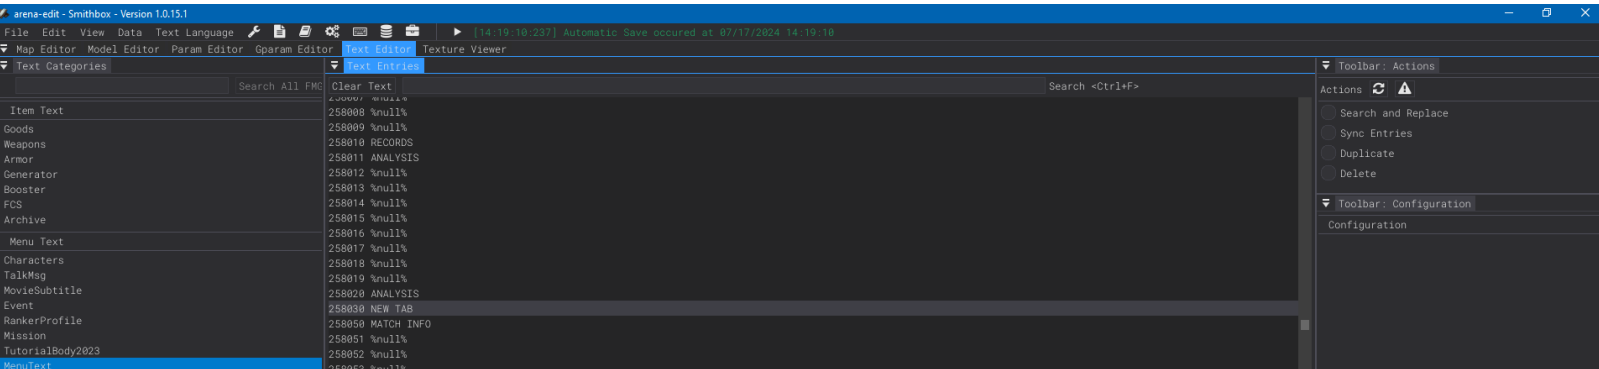 arena-edit - Smithbox - Version 1.0.15.1
File Edit View Data Text Language [14:19:10:237] Automatic Save occured at 07/17/2024 14:19:10
Map Editor Model Editor Param Editor Gparam Editor Text Editor Texture Viewer
Text Categories
Search All FMG
Item Text
Goods
Weapons
Armor
Generator
Booster
FCS
Archive
Menu Text
Characters
TalkMsg
MovieSubtitle
Event
RankerProfile
Mission
TutorialBody2023
MenuText
Text Entries
Clear Text Search <Ctrl+F>
258007 %null%
258008 %null%
258009 %null%
258010 RECORDS
258011 ANALYSIS
258012 %null%
258013 %null%
258014 %null%
258015 %null%
258016 %null%
258017 %null%
258018 %null%
258019 %null%
258020 ANALYSIS
258030 NEW TAB
258050 MATCH INFO
258051 %null%
258052 %null%
258053 %null%
Toolbar: Actions
Actions
Search and Replace
Sync Entries
Duplicate
Delete
Toolbar: Configuration
Configuration